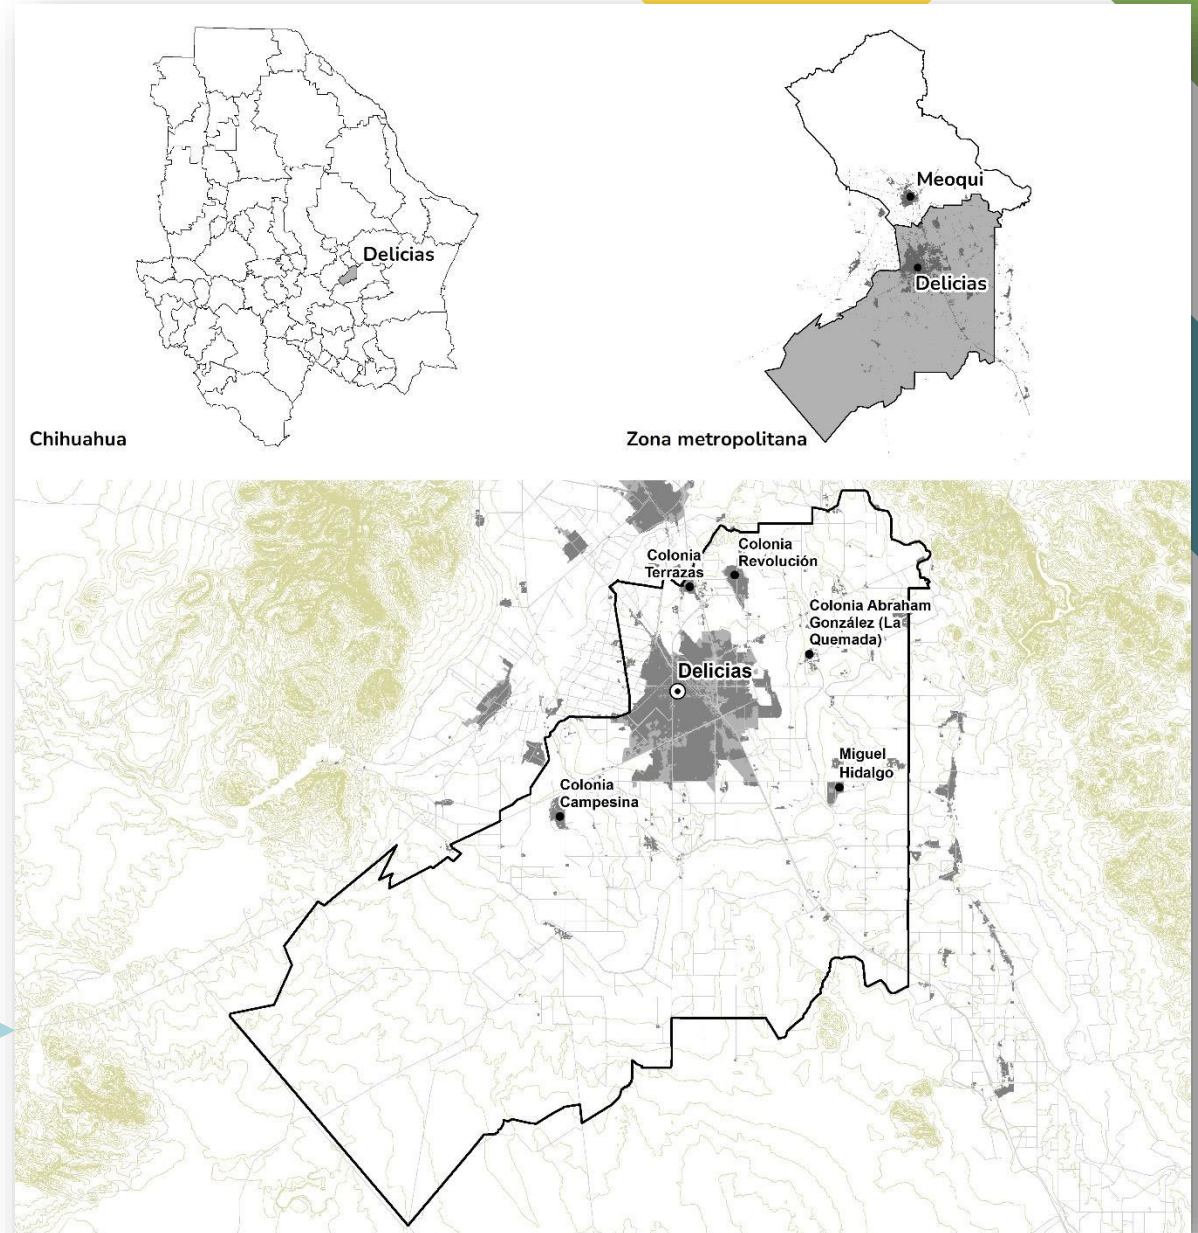 Delicias
Chihuahua
Meoqui
Delicias
Zona metropolitana
Colonia
Terrazas
Colonia
Revolución
Colonia Abraham
González (La
Quemada)
Delicias
Miguel
Hidalgo
Colonia
Campesina